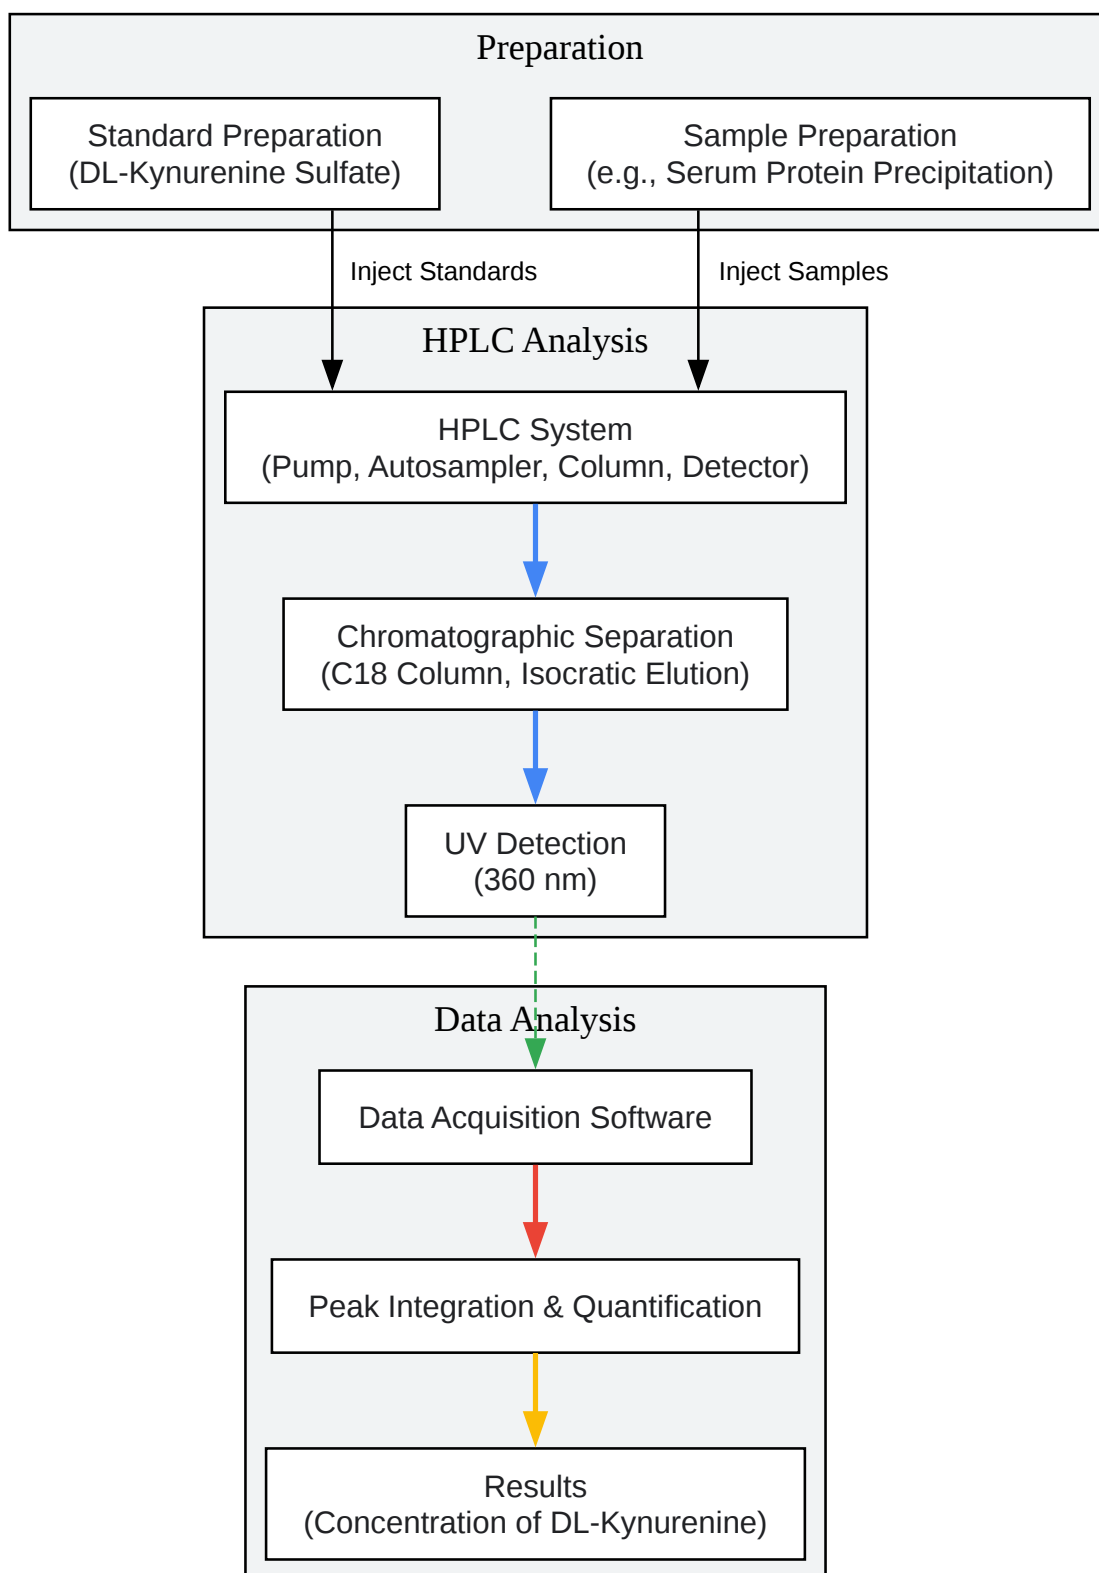 Preparation
Standard Preparation
(DL-Kynurenine Sulfate)
Sample Preparation
(e.g., Serum Protein Precipitation)
Inject Standards
Inject Samples
HPLC Analysis
HPLC System
(Pump, Autosampler, Column, Detector)
Chromatographic Separation
(C18 Column, Isocratic Elution)
UV Detection
(360 nm)
Data Analysis
Data Acquisition Software
Peak Integration & Quantification
Results
(Concentration of DL-Kynurenine)